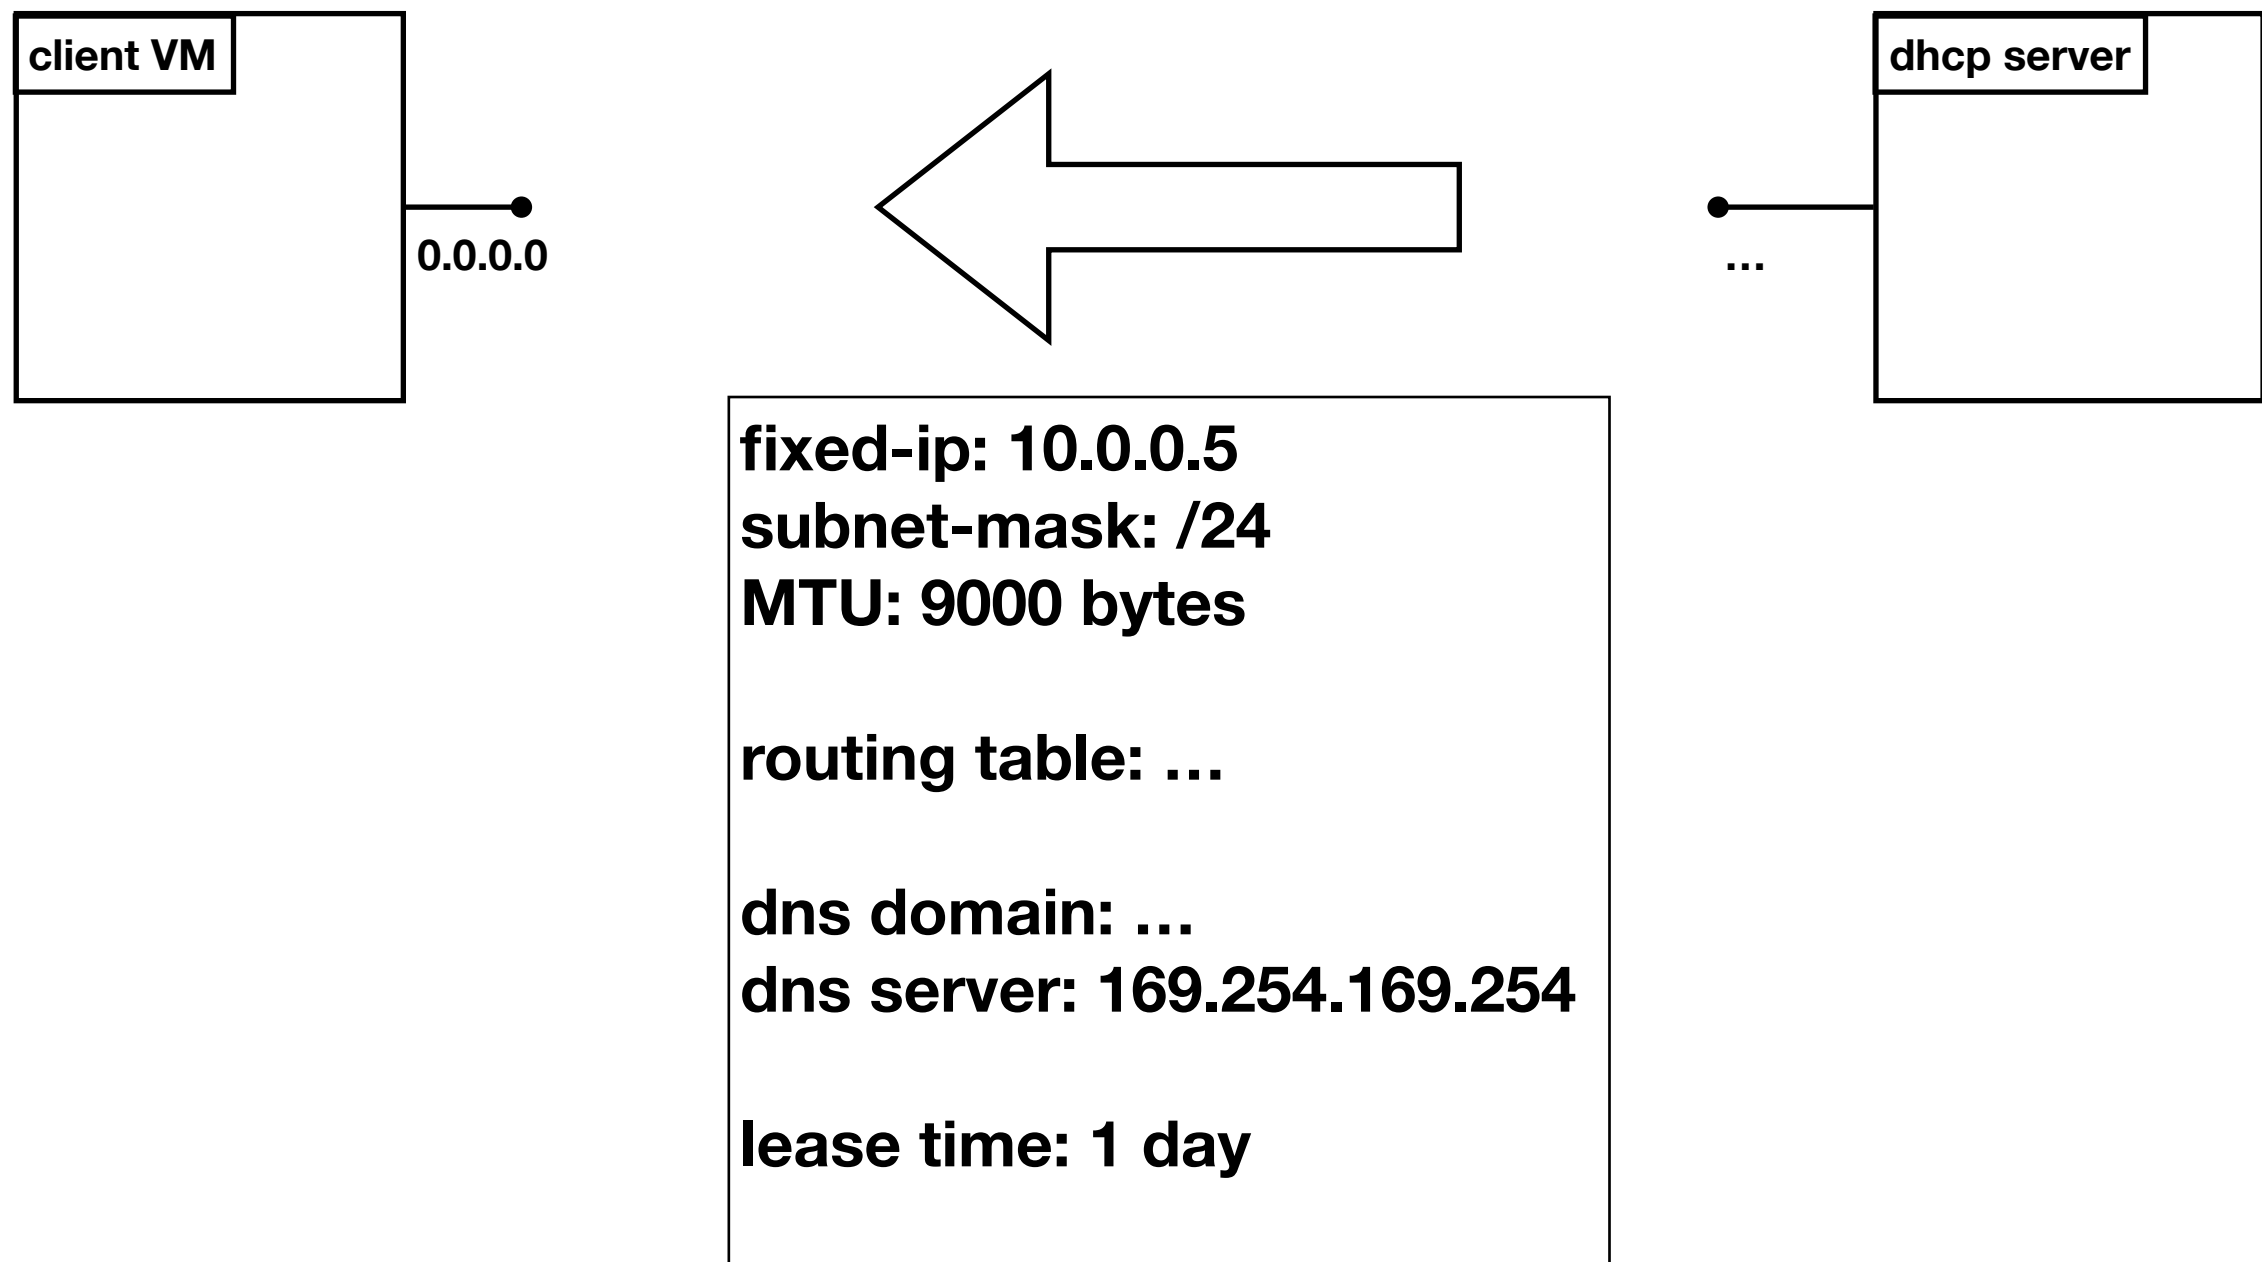 client VM
dhcp server
0.0.0.0
…
fixed-ip: 10.0.0.5
subnet-mask: /24
MTU: 9000 bytes
routing table: …
dns domain: …
dns server: 169.254.169.254
lease time: 1 day